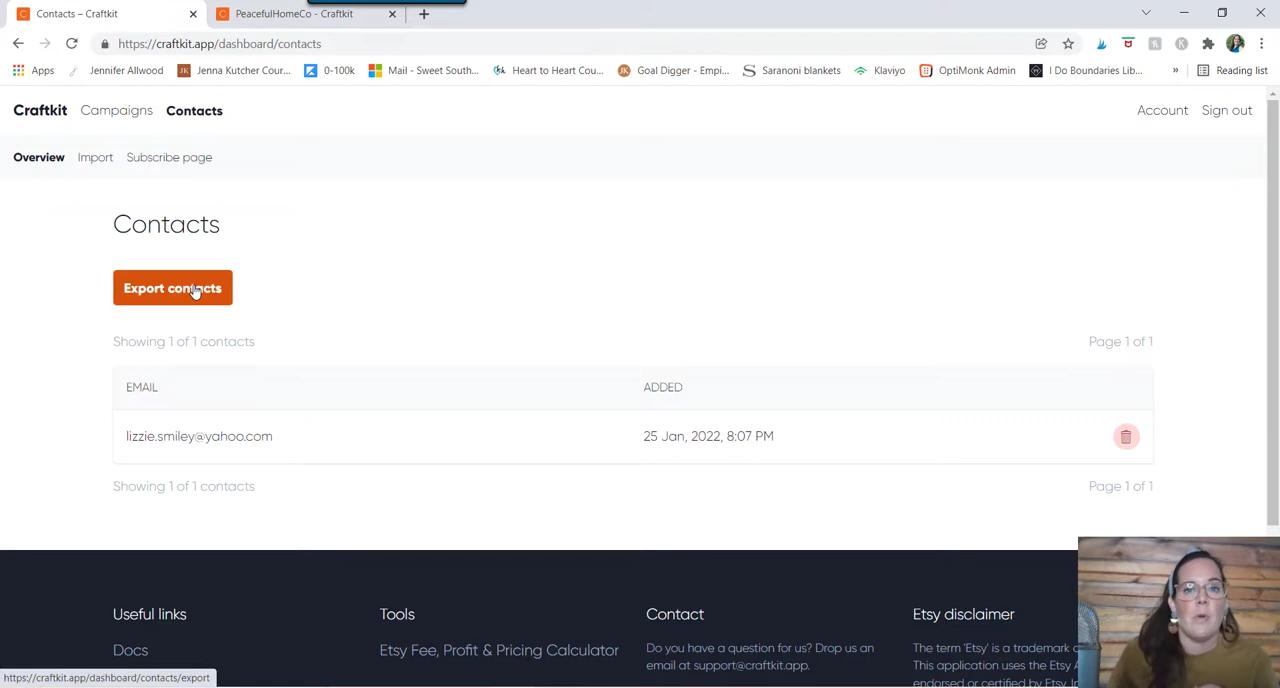 Contacts – Craftkit
PeacefulHomeCo - Craftkit
https://craftkit.app/dashboard/contacts
Apps
Jennifer Allwood
Jenna Kutcher Cour...
0-100k
Mail - Sweet South...
Heart to Heart Cou...
Goal Digger - Empi...
Saranoni blankets
Klaviyo
OptiMonk Admin
I Do Boundaries Lib...
»
Reading list
Craftkit Campaigns Contacts
Account Sign out
Overview Import Subscribe page
Contacts
Export contacts
Showing 1 of 1 contacts
Page 1 of 1
EMAIL
ADDED
lizzie.smiley@yahoo.com
25 Jan, 2022, 8:07 PM
Showing 1 of 1 contacts
Page 1 of 1
Useful links
Docs
Tools
Etsy Fee, Profit & Pricing Calculator
Contact
Do you have a question for us? Drop us an
email at support@craftkit.app.
Etsy disclaimer
The term 'Etsy' is a trademark
This application uses the Etsy
endorsed or certified by Etsy
https://craftkit.app/dashboard/contacts/export